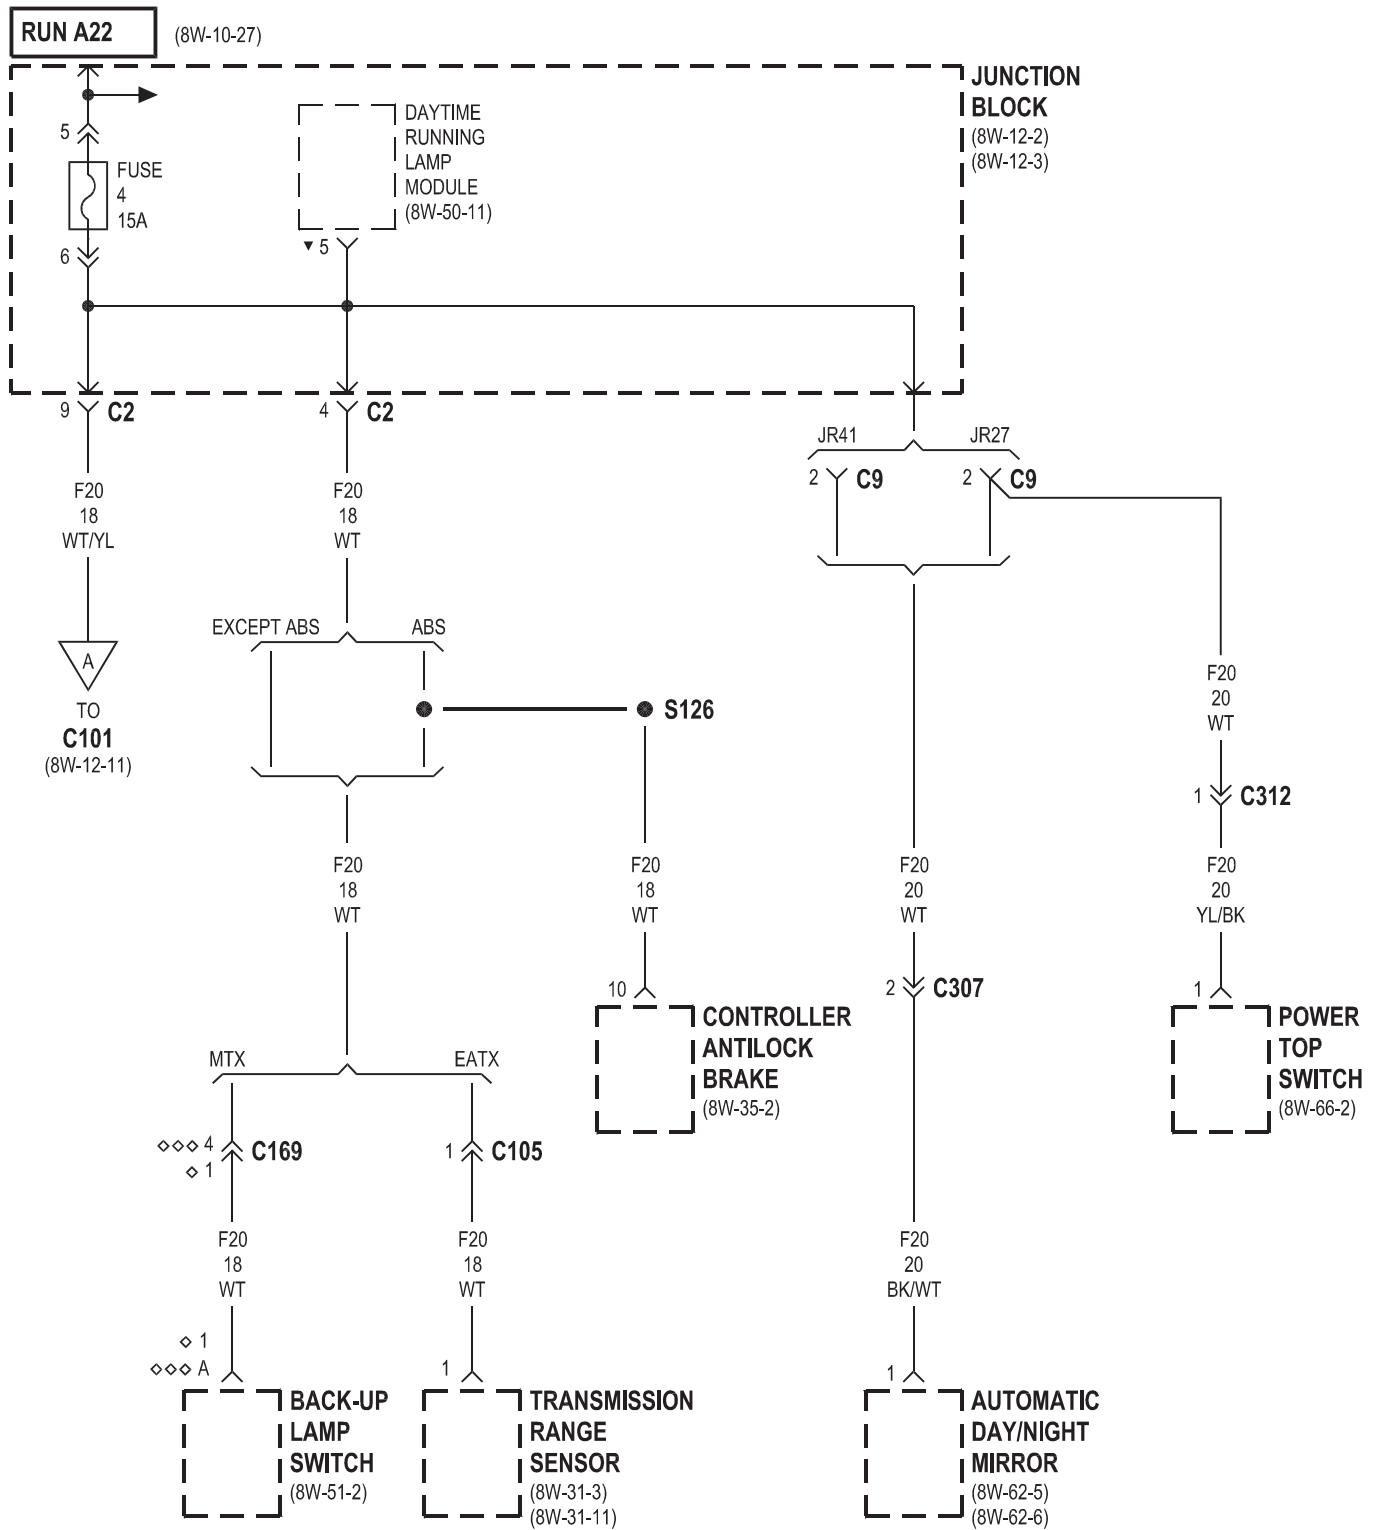 RUN A22
(8W-10-27)
JUNCTION
BLOCK
(8W-12-2)
(8W-12-3)
5
FUSE
4
15A
6
DAYTIME
RUNNING
LAMP
MODULE
(8W-50-11)
▼ 5
9
C2
4
C2
JR41
JR27
2
C9
2
C9
F20
18
WT/YL
F20
18
WT
A
TO
C101
(8W-12-11)
EXCEPT ABS
ABS
S126
F20
20
WT
1
C312
F20
18
WT
F20
18
WT
F20
20
WT
F20
20
YL/BK
10
CONTROLLER
ANTILOCK
BRAKE
(8W-35-2)
2
C307
1
POWER
TOP
SWITCH
(8W-66-2)
MTX
EATX
◇◇◇ 4
◇ 1
C169
1
C105
F20
18
WT
F20
18
WT
F20
20
BK/WT
◇ 1
◇◇◇ A
BACK-UP
LAMP
SWITCH
(8W-51-2)
1
TRANSMISSION
RANGE
SENSOR
(8W-31-3)
(8W-31-11)
1
AUTOMATIC
DAY/NIGHT
MIRROR
(8W-62-5)
(8W-62-6)